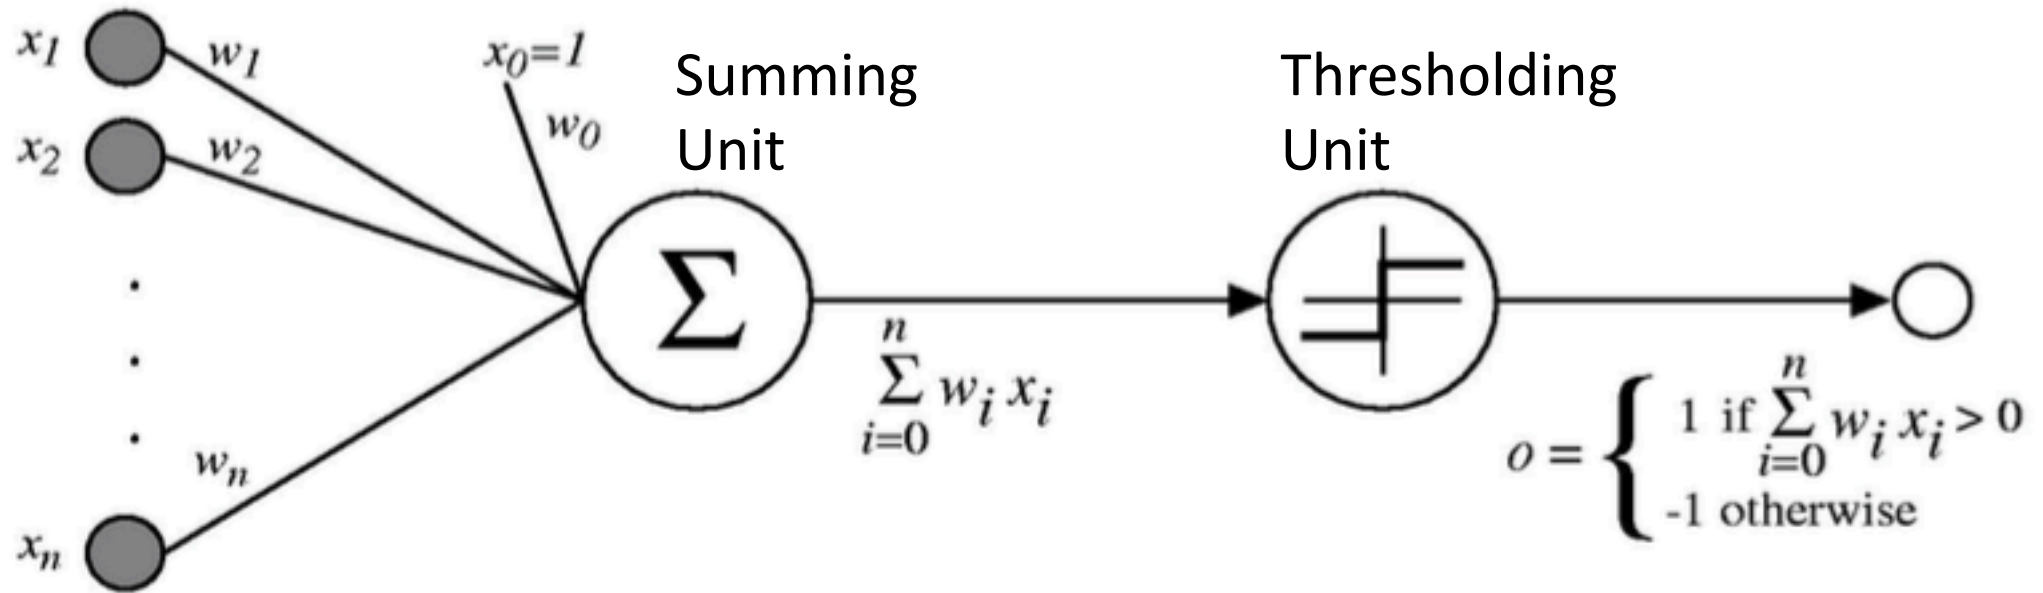 x1 w1
x0=1
w0
Summing
Unit
Thresholding
Unit
x2 w2
.
.
.
wn
xn
Σ
n
Σ wi xi
i=0
n
o = { 1 if Σ wi xi > 0
i=0
-1 otherwise